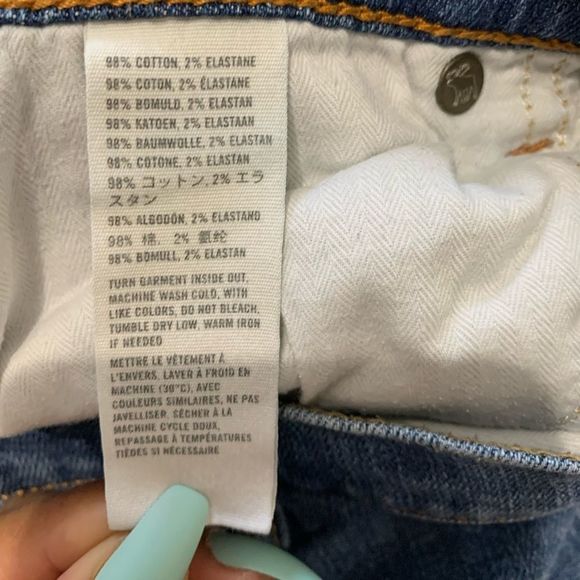 98% COTTON, 2% ELASTANE
98% COTON, 2% ÉLASTANE
98% BOMULD, 2% ELASTAN
98% KATOEN, 2% ELASTAAN
98% BAUMWOLLE, 2% ELASTAN
98% COTONE, 2% ELASTAN
98% コットン, 2% エラ
スタン
98% ALGODÓN, 2% ELASTANO
98% 棉, 2% 氨纶
98% BOMULL, 2% ELASTAN
TURN GARMENT INSIDE OUT,
MACHINE WASH COLD, WITH
LIKE COLORS, DO NOT BLEACH,
TUMBLE DRY LOW, WARM IRON
IF NEEDED
METTRE LE VÊTEMENT À
L'ENVERS, LAVER À FROID EN
MACHINE (30°C), AVEC
COULEURS SIMILAIRES, NE PAS
JAVELLISER, SÉCHER À LA
MACHINE CYCLE DOUX,
REPASSAGE À TEMPÉRATURES
TIÈDES SI NÉCESSAIRE